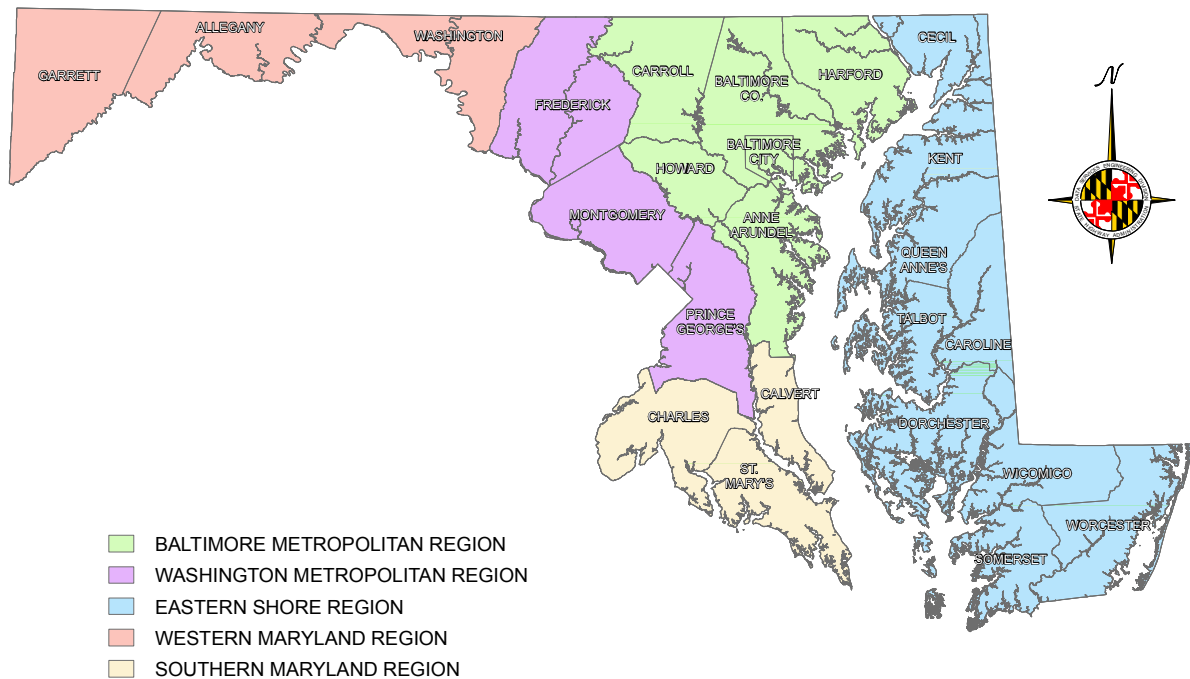 GARRETT
ALLEGANY
WASHINGTON
FREDERICK
CARROLL
BALTIMORE
CO.
HARFORD
CECIL
N
BALTIMORE
CITY
HOWARD
KENT
MONTGOMERY
ANNE
ARUNDEL
QUEEN
ANNE'S
PRINCE
GEORGE'S
TALBOT
CAROLINE
CALVERT
CHARLES
DORCHESTER
ST.
MARY'S
WICOMICO
WORCESTER
SOMERSET
BALTIMORE METROPOLITAN REGION
WASHINGTON METROPOLITAN REGION
EASTERN SHORE REGION
WESTERN MARYLAND REGION
SOUTHERN MARYLAND REGION